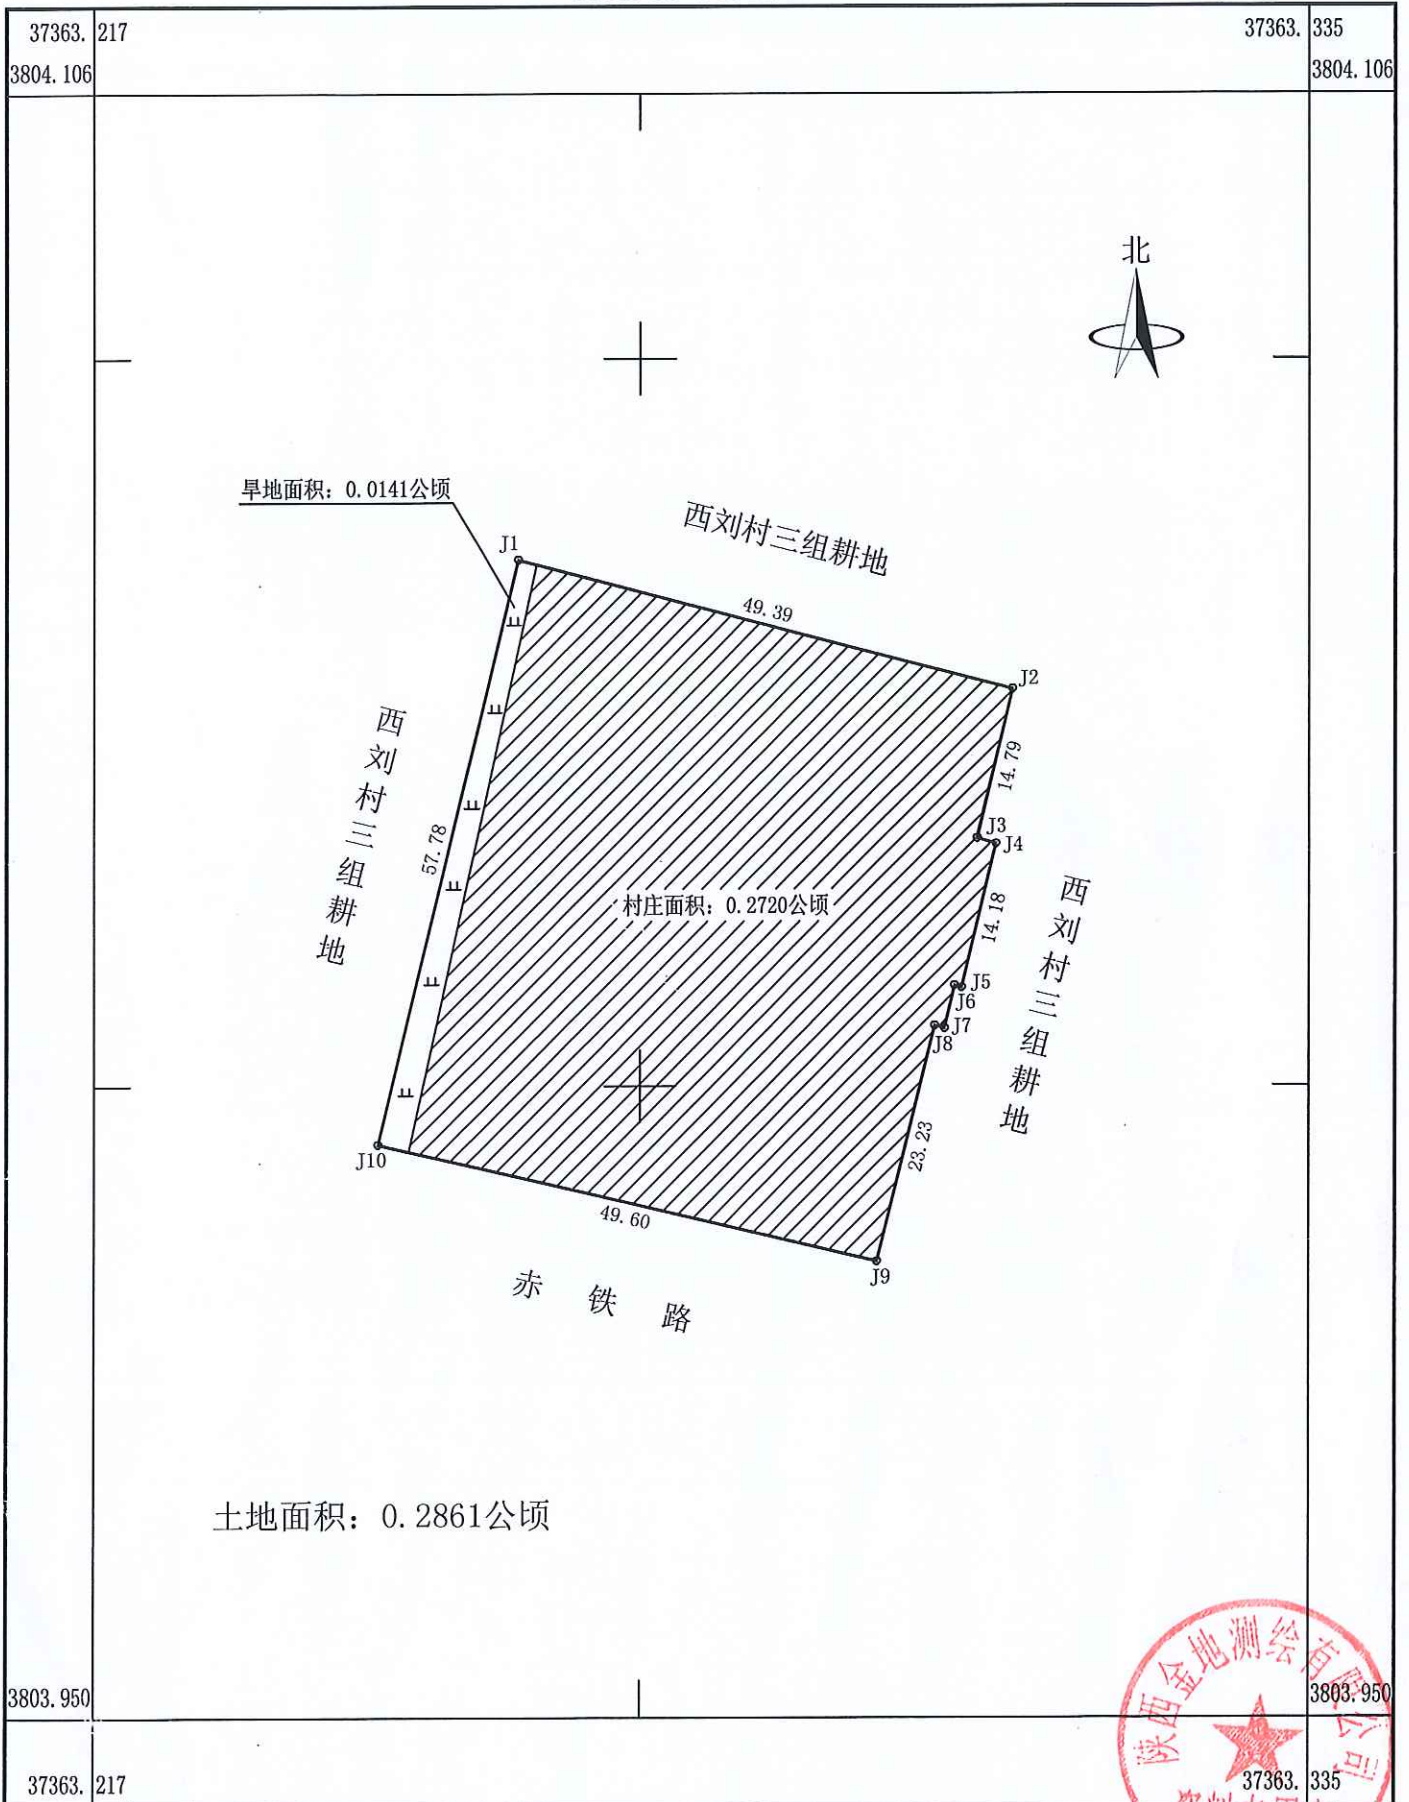 37363. 217
37363. 335
3804. 106
3804. 106
北
旱地面积: 0.0141公顷
西刘村三组耕地
J1
49.39
J2
14.79
西刘村三组耕地
57.78
J3
J4
村庄面积: 0.2720公顷
14.18
西刘村三组耕地
J5
J6
J7
J8
23.23
J10
49.60
J9
赤 铁 路
土地面积: 0.2861公顷
陕西金地测绘有限公司
3803. 950
3803. 950
37363. 217
37363. 335